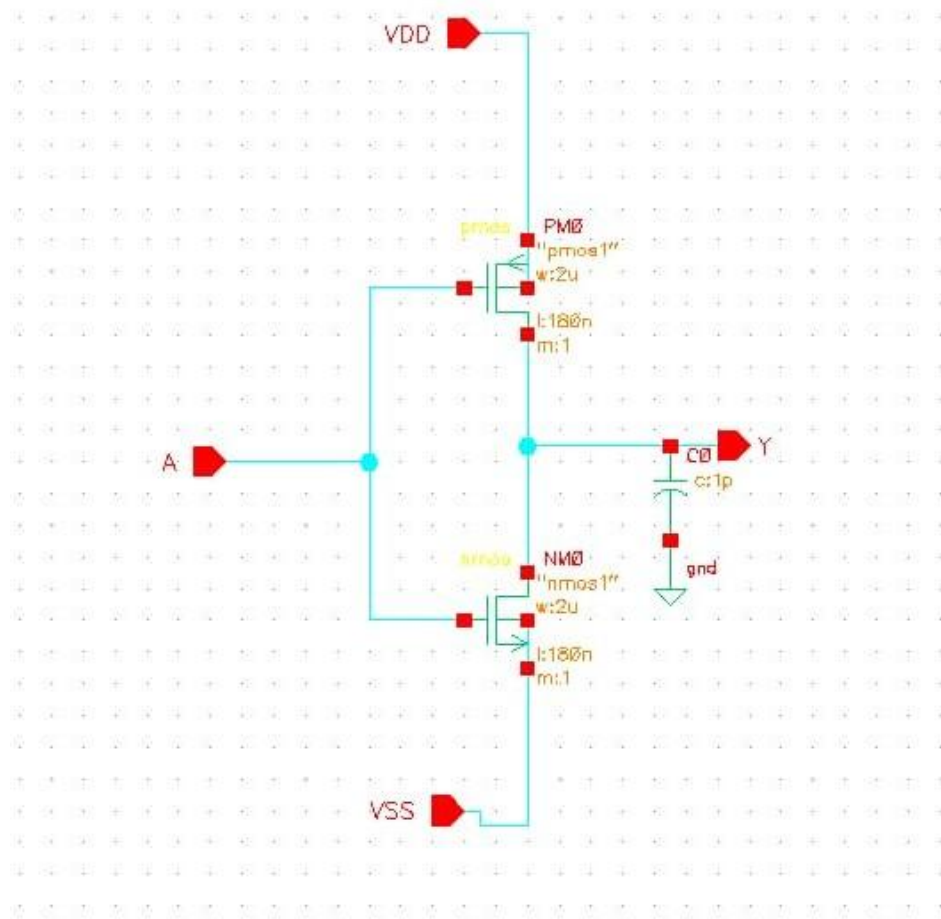 VDD
pmos PM0
"pmos1"
w:2u
l:180n
m:1
A
Y
C0
c:1p
gnd
nmos NM0
"nmos1"
w:2u
l:180n
m:1
VSS